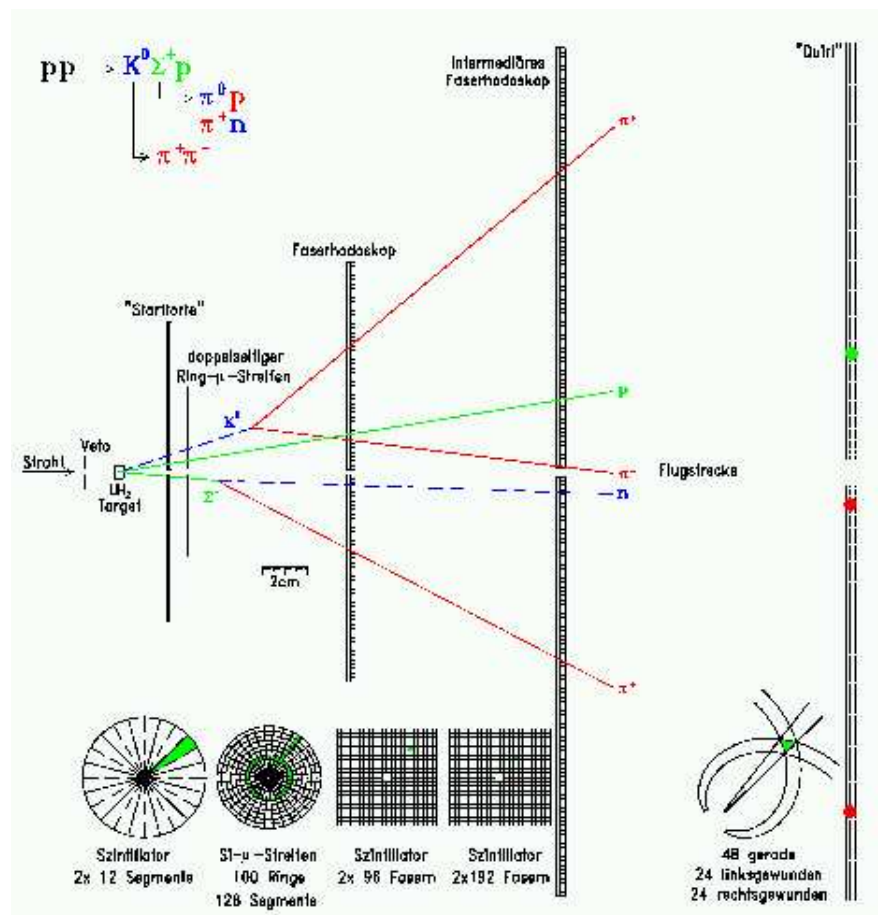 pp → K⁰Σ⁺p
→ π⁰p
π⁺n
→ π⁺π⁻
Intermediäres
Faserhodoskop
"Quirl"
π⁺
Faserhodoskop
"Startorte"
doppelseitiger
Ring-μ-Streifen
K⁰
p
Veto
Strahl
π⁻
Flugstrecke
n
LH₂
Target
Σ⁺
2cm
π⁺
Szintillator
2x 12 Segmente
Si-μ-Streifen
100 Ringe
128 Segmente
Szintillator
2x 96 Fasern
Szintillator
2x192 Fasern
48 gerade
24 linksgewunden
24 rechtsgewunden